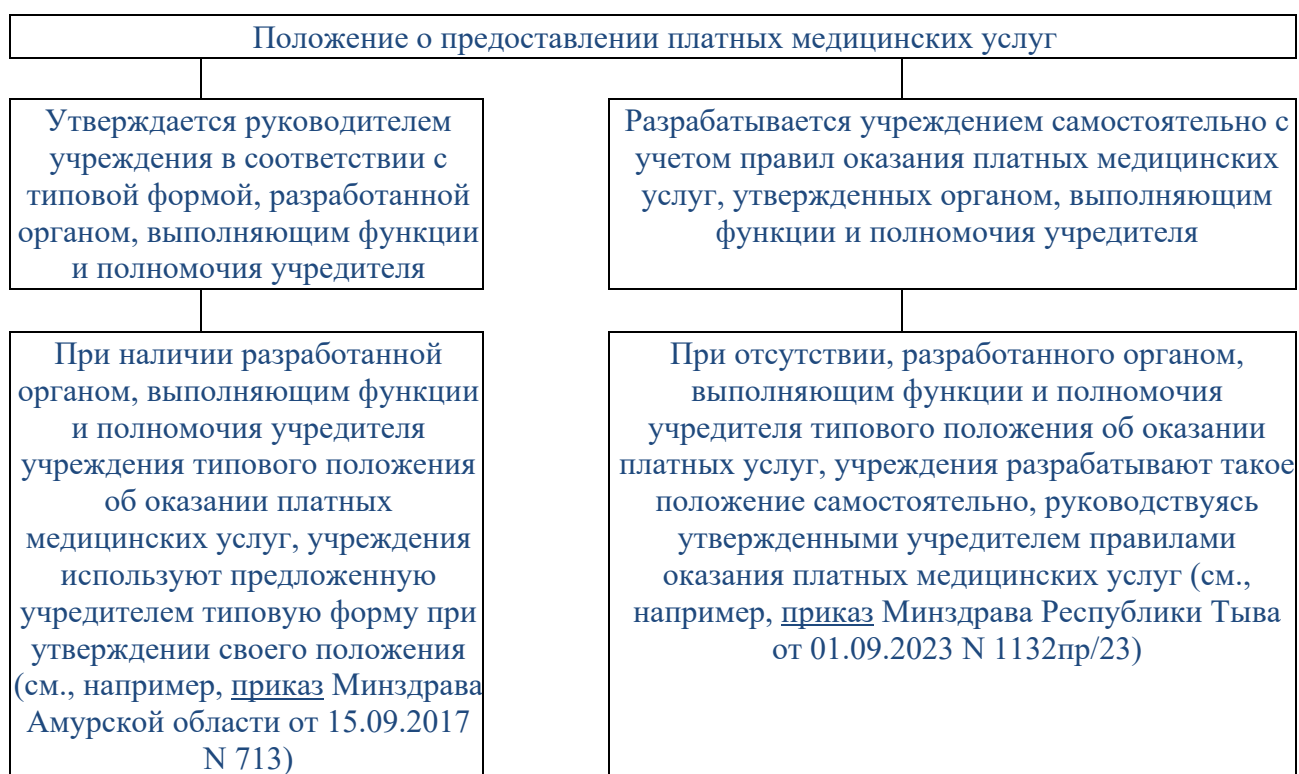 Положение о предоставлении платных медицинских услуг
Утверждается руководителем
учреждения в соответствии с
типовой формой, разработанной
органом, выполняющим функции
и полномочия учредителя
Разрабатывается учреждением самостоятельно с
учетом правил оказания платных медицинских
услуг, утвержденных органом, выполняющим
функции и полномочия учредителя
При наличии разработанной
органом, выполняющим функции
и полномочия учредителя
учреждения типового положения
об оказании платных
медицинских услуг, учреждения
используют предложенную
учредителем типовую форму при
утверждении своего положения
(см., например, приказ Минздрава
Амурской области от 15.09.2017
N 713)
При отсутствии, разработанного органом,
выполняющим функции и полномочия
учредителя типового положения об оказании
платных услуг, учреждения разрабатывают такое
положение самостоятельно, руководствуясь
утвержденными учредителем правилами
оказания платных медицинских услуг (см.,
например, приказ Минздрава Республики Тыва
от 01.09.2023 N 1132пр/23)